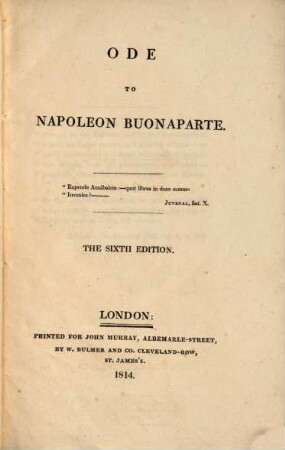 ODE
TO
NAPOLEON BUONAPARTE.
"Expende Annibalem :—quot libras in duce summo
"Invenies?———
JUVENAL, Sat. X.
THE SIXTH EDITION.
LONDON:
PRINTED FOR JOHN MURRAY, ALBEMARLE-STREET,
BY W. BULMER AND CO. CLEVELAND-ROW,
ST. JAMES'S.
1814.